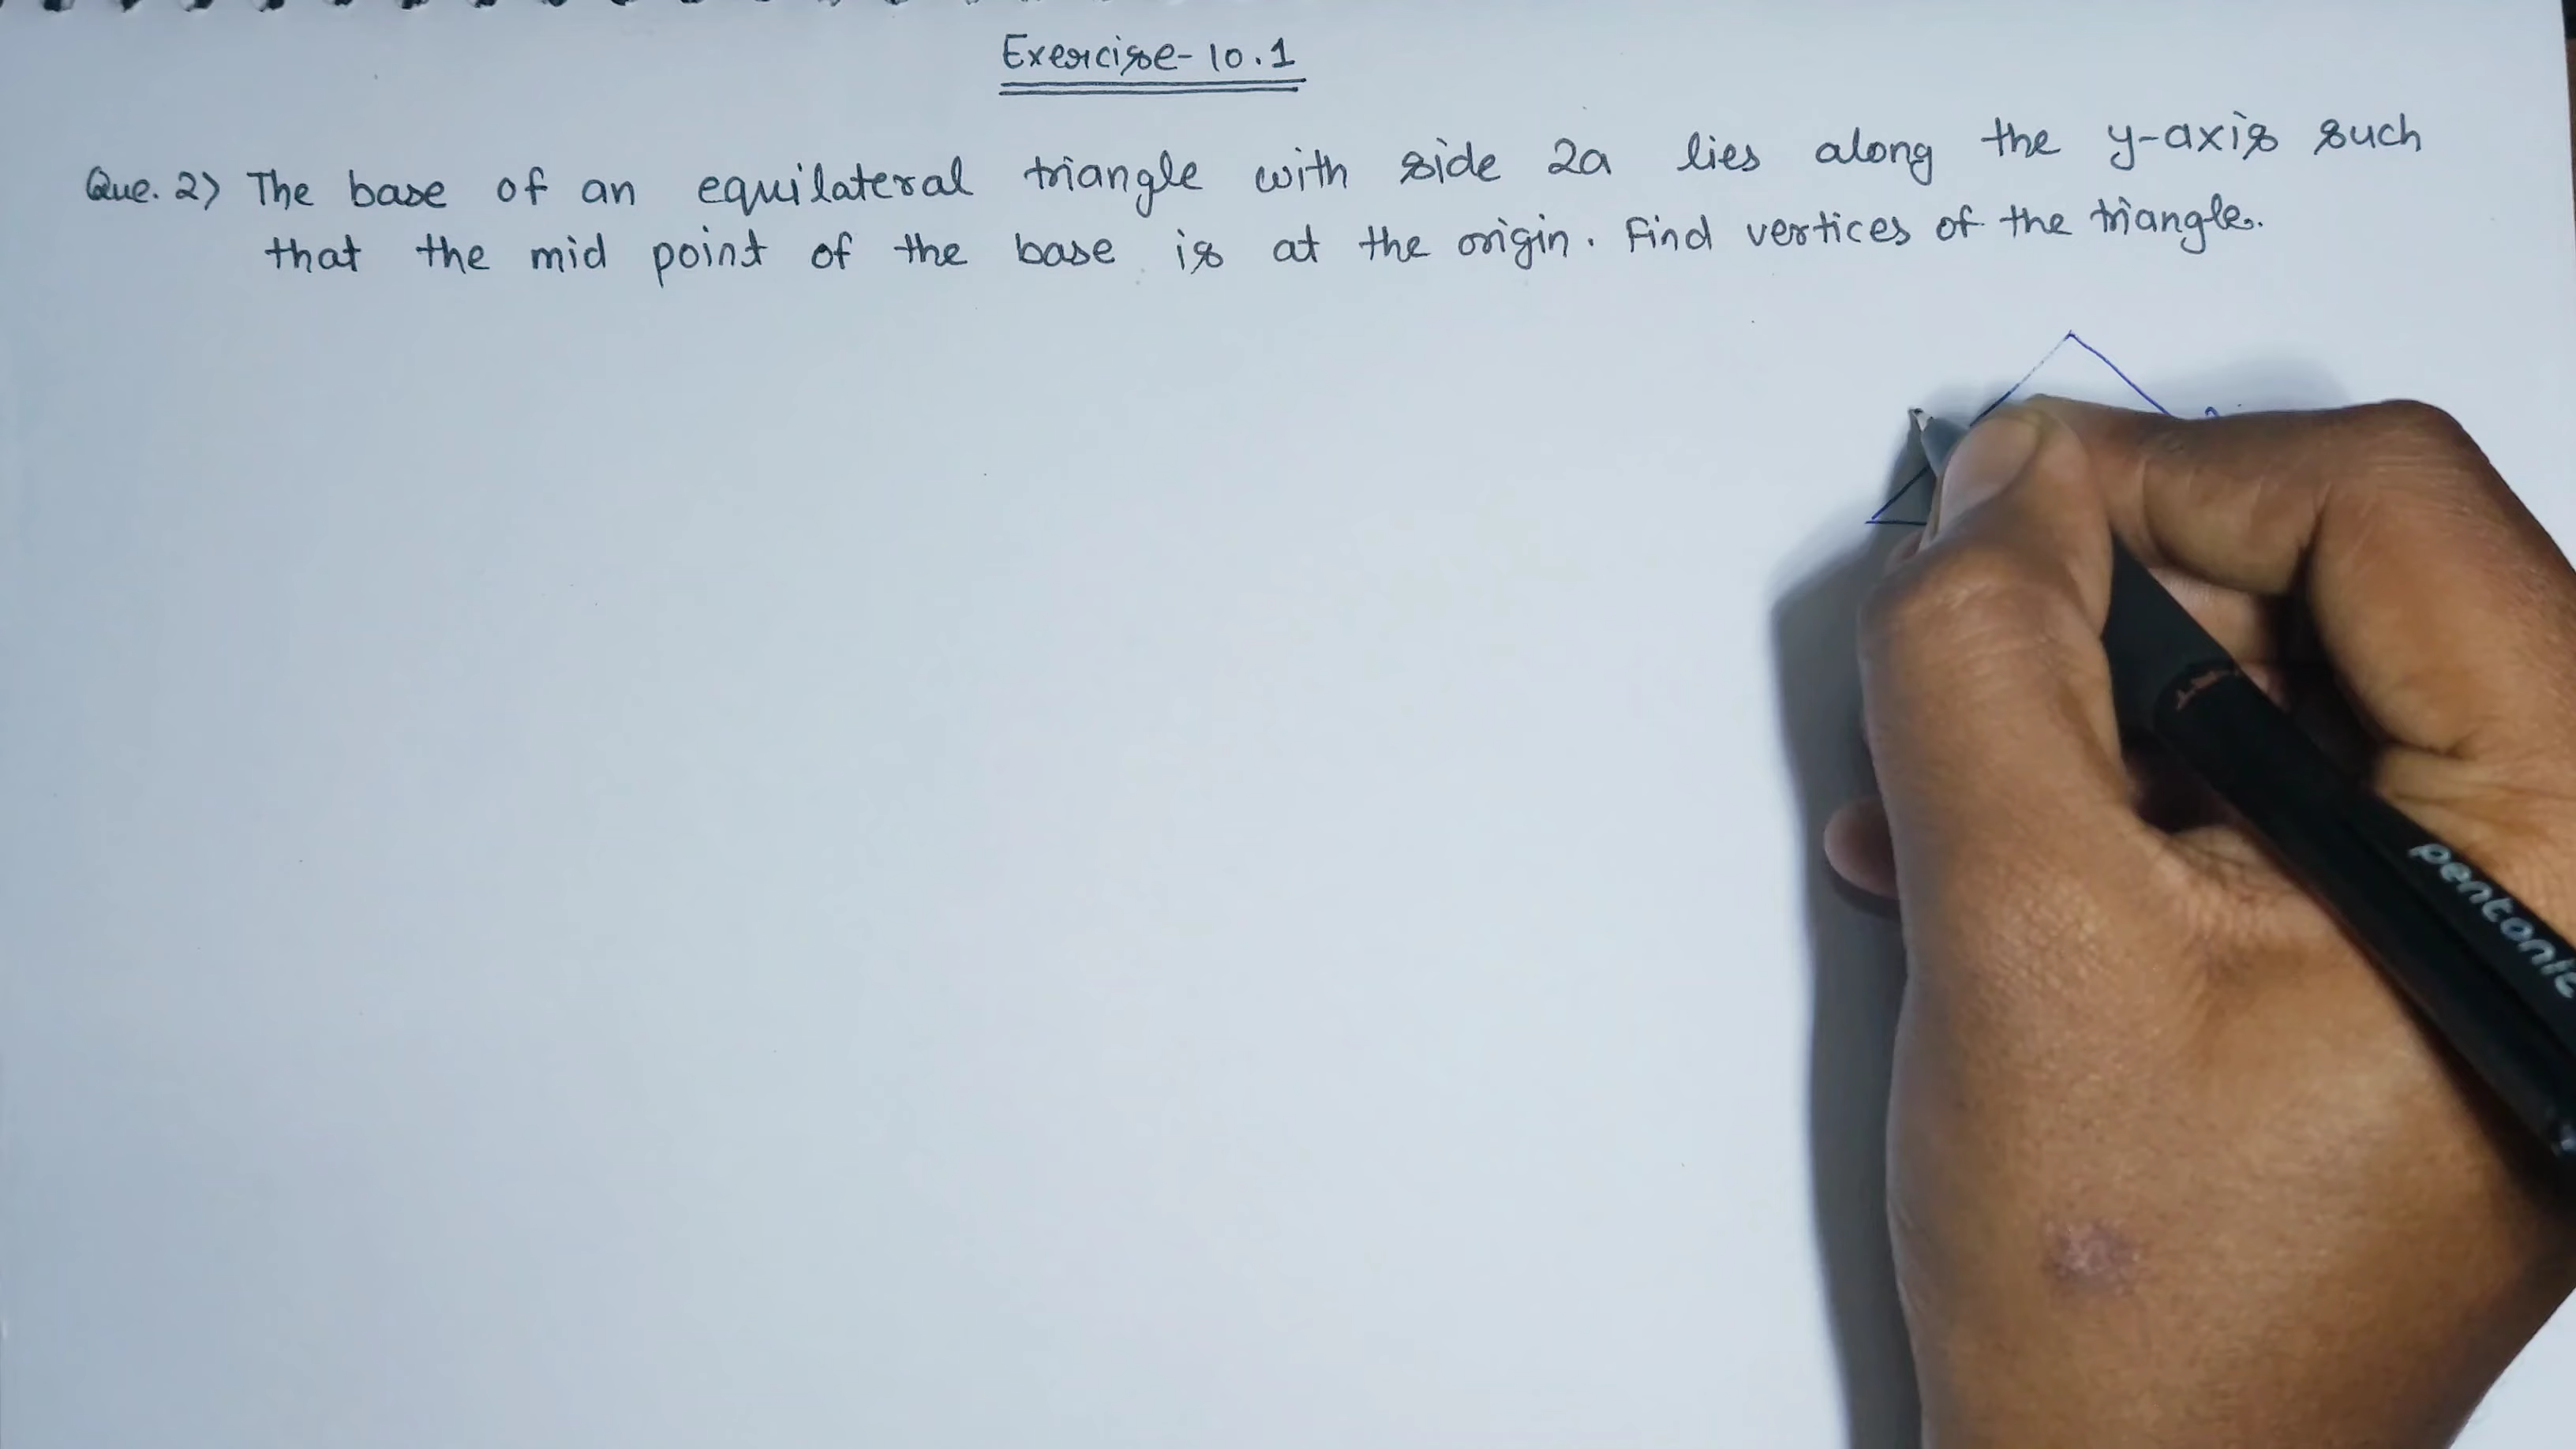 Exercise-10.1
Que. 2) The base of an equilateral triangle with side 2a lies along the y-axis such
that the mid point of the base is at the origin. Find vertices of the triangle.
pentonic